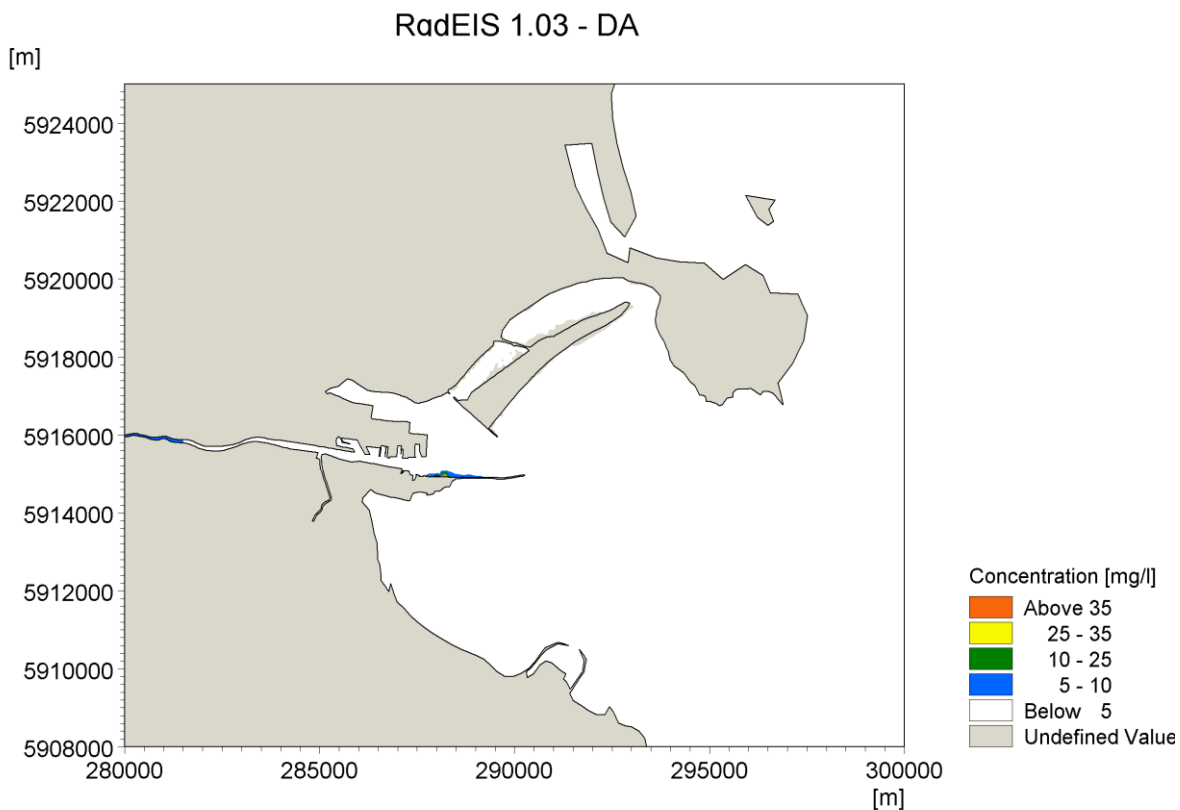 RadEIS 1.03 - DA
[m]
5924000
5922000
5920000
5918000
5916000
5914000
5912000
5910000
5908000
280000 285000 290000 295000 300000
[m]
Concentration [mg/l]
Above 35
25 - 35
10 - 25
5 - 10
Below 5
Undefined Value